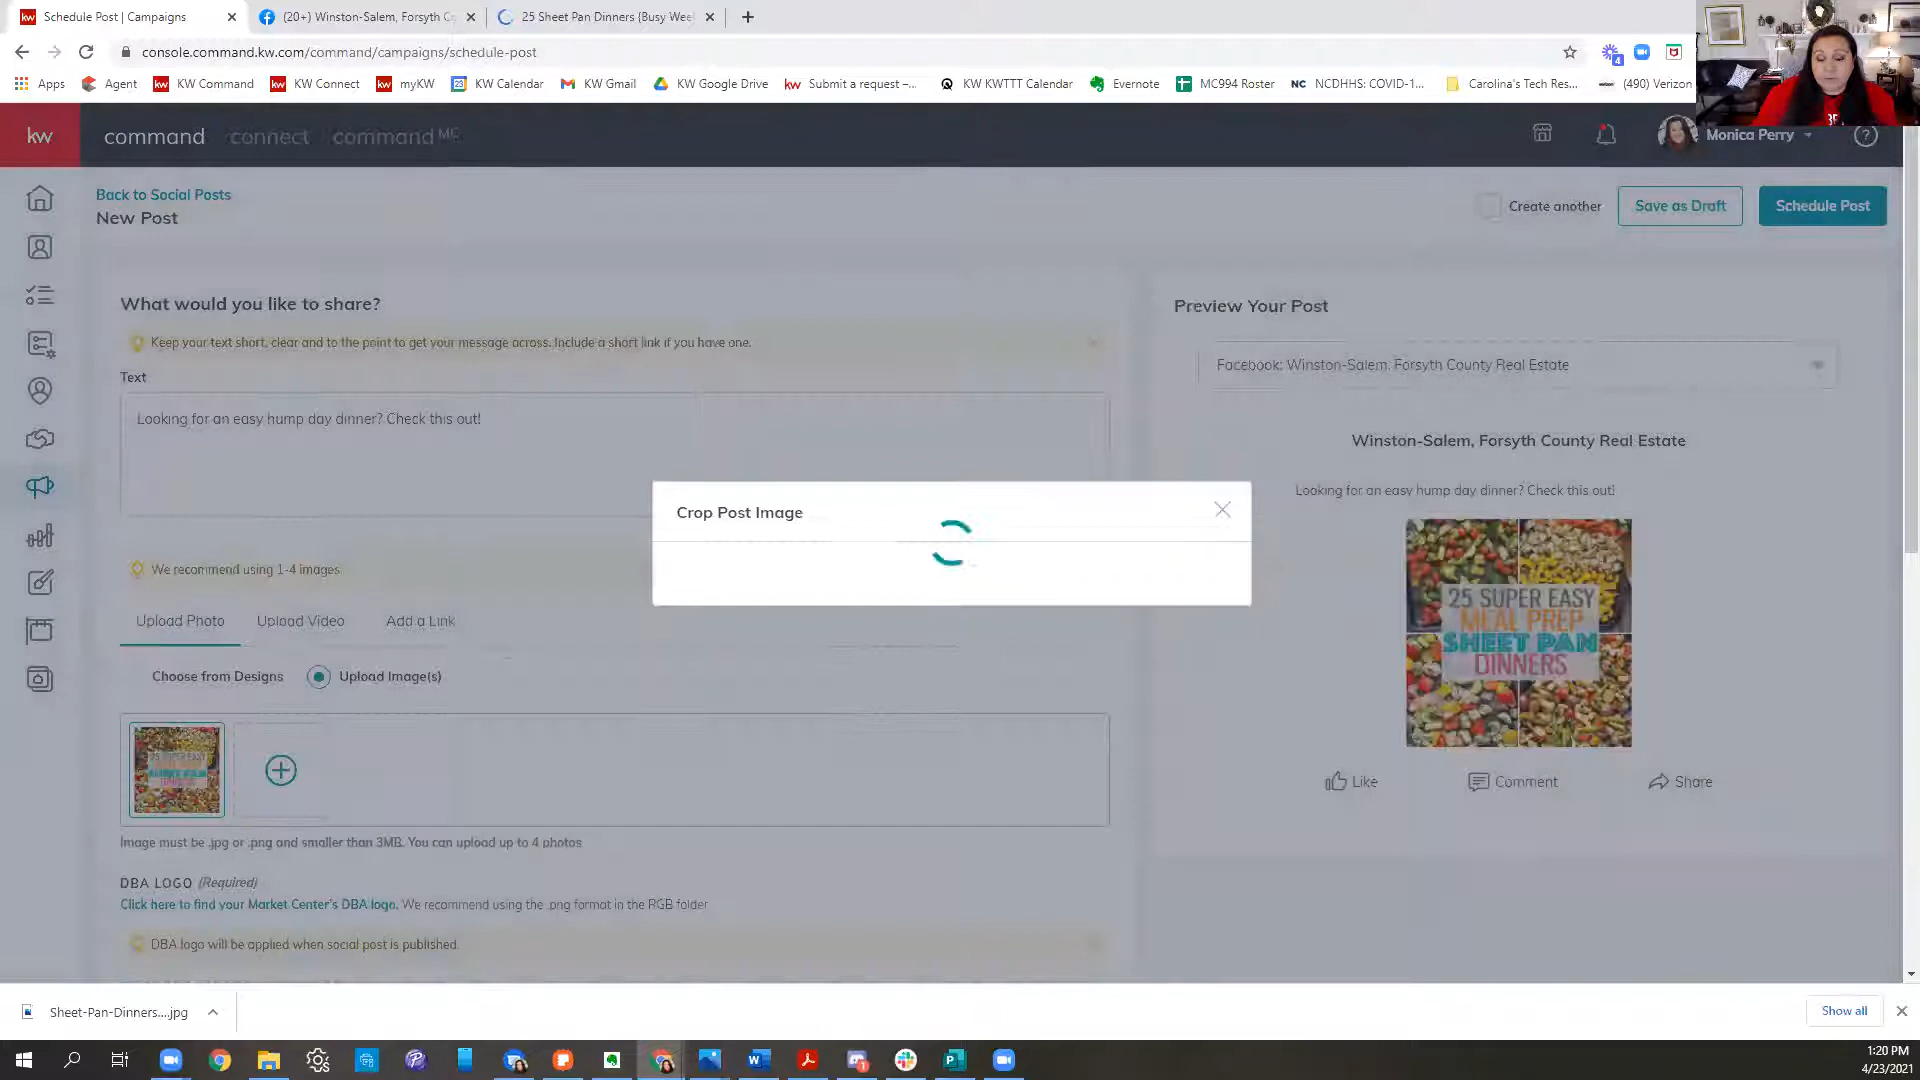 Schedule Post | Campaigns
(20+) Winston-Salem, Forsyth C
25 Sheet Pan Dinners {Busy Wee
console.command.kw.com/command/campaigns/schedule-post
Apps
Agent
KW Command
KW Connect
myKW
KW Calendar
KW Gmail
KW Google Drive
Submit a request –...
KW KWTTT Calendar
Evernote
MC994 Roster
NCDHHS: COVID-1...
Carolina's Tech Res...
(490) Verizon
kw
command
connect
command MC
Monica Perry
Back to Social Posts
New Post
Create another
Save as Draft
Schedule Post
What would you like to share?
Keep your text short, clear and to the point to get your message across. Include a short link if you have one.
Text
Looking for an easy hump day dinner? Check this out!
We recommend using 1-4 images
Upload Photo
Upload Video
Add a Link
Choose from Designs
Upload Image(s)
25 SUPER EASY
SHEET PAN
DINNERS
Image must be .jpg or .png and smaller than 3MB. You can upload up to 4 photos
DBA LOGO (Required)
Click here to find your Market Center's DBA logo. We recommend using the .png format in the RGB folder
DBA logo will be applied when social post is published.
Crop Post Image
Preview Your Post
Facebook: Winston-Salem, Forsyth County Real Estate
Winston-Salem, Forsyth County Real Estate
Looking for an easy hump day dinner? Check this out!
25 SUPER EASY
MEAL PREP
SHEET PAN
DINNERS
Like
Comment
Share
Sheet-Pan-Dinners....jpg
Show all
1:20 PM
4/23/2021